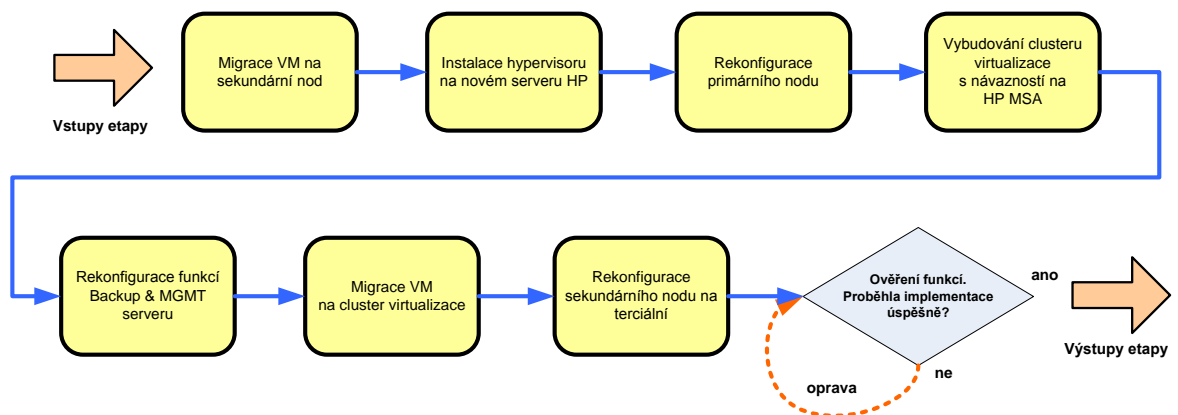 Vstupy etapy
Migrace VM na
sekundární nod
Instalace hypervisoru
na novém serveru HP
Rekonfigurace
primárního nodu
Vybudování clusteru
virtualizace
s návazností na
HP MSA
Rekonfigurace funkcí
Backup & MGMT
serveru
Migrace VM
na cluster virtualizace
Rekonfigurace
sekundárního nodu na
terciální
Ověření funkcí.
Proběhla implementace
úspěšně?
ano
ne
oprava
Výstupy etapy